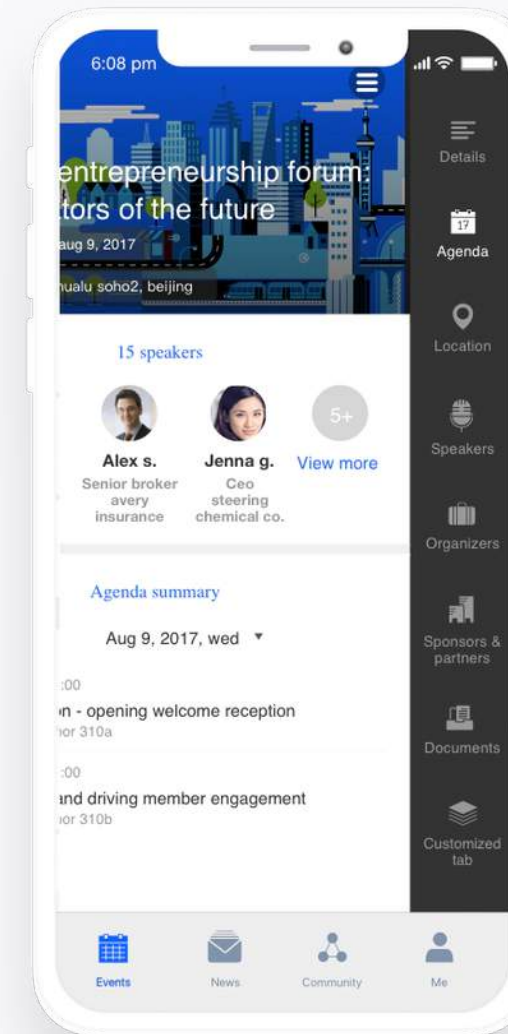 6:08 pm
entrepreneurship forum:
tors of the future
aug 9, 2017
hualu soho2, beijing
15 speakers
5+
Alex s.
Senior broker
avery
insurance
Jenna g.
Ceo
steering
chemical co.
View more
Agenda summary
Aug 9, 2017, wed
:00
on - opening welcome reception
oor 310a
:00
and driving member engagement
oor 310b
Details
17
Agenda
Location
Speakers
Organizers
Sponsors &
partners
Documents
Customized
tab
Events
News
Community
Me